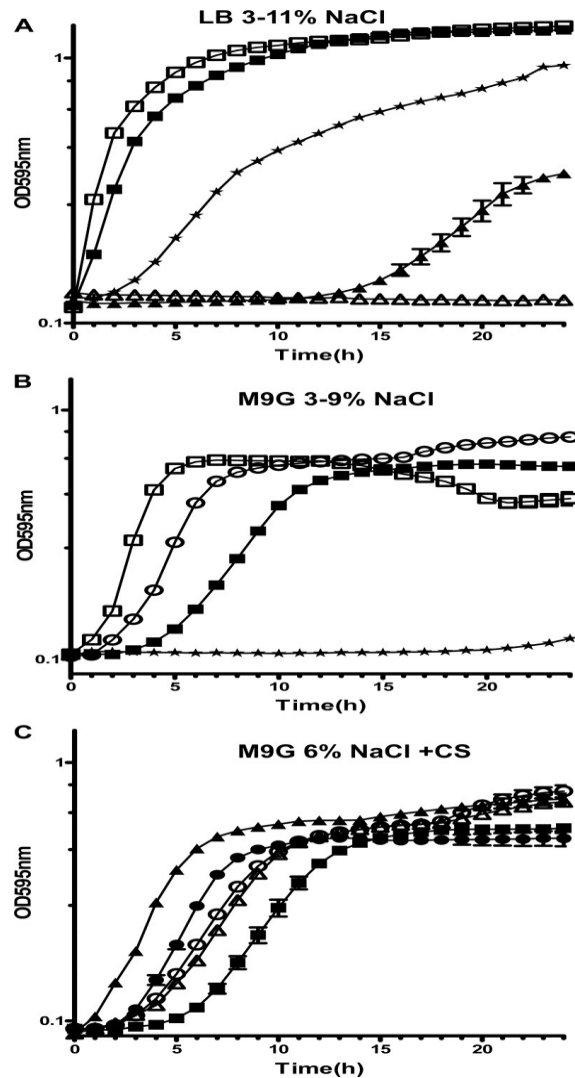 A
LB 3-11% NaCl
1
OD595nm
0.1
0 5 10 15 20
Time(h)
B
M9G 3-9% NaCl
1
OD595nm
0.1
0 5 10 15 20
Time(h)
C
M9G 6% NaCl +CS
1
OD595nm
0.1
0 5 10 15 20
Time(h)